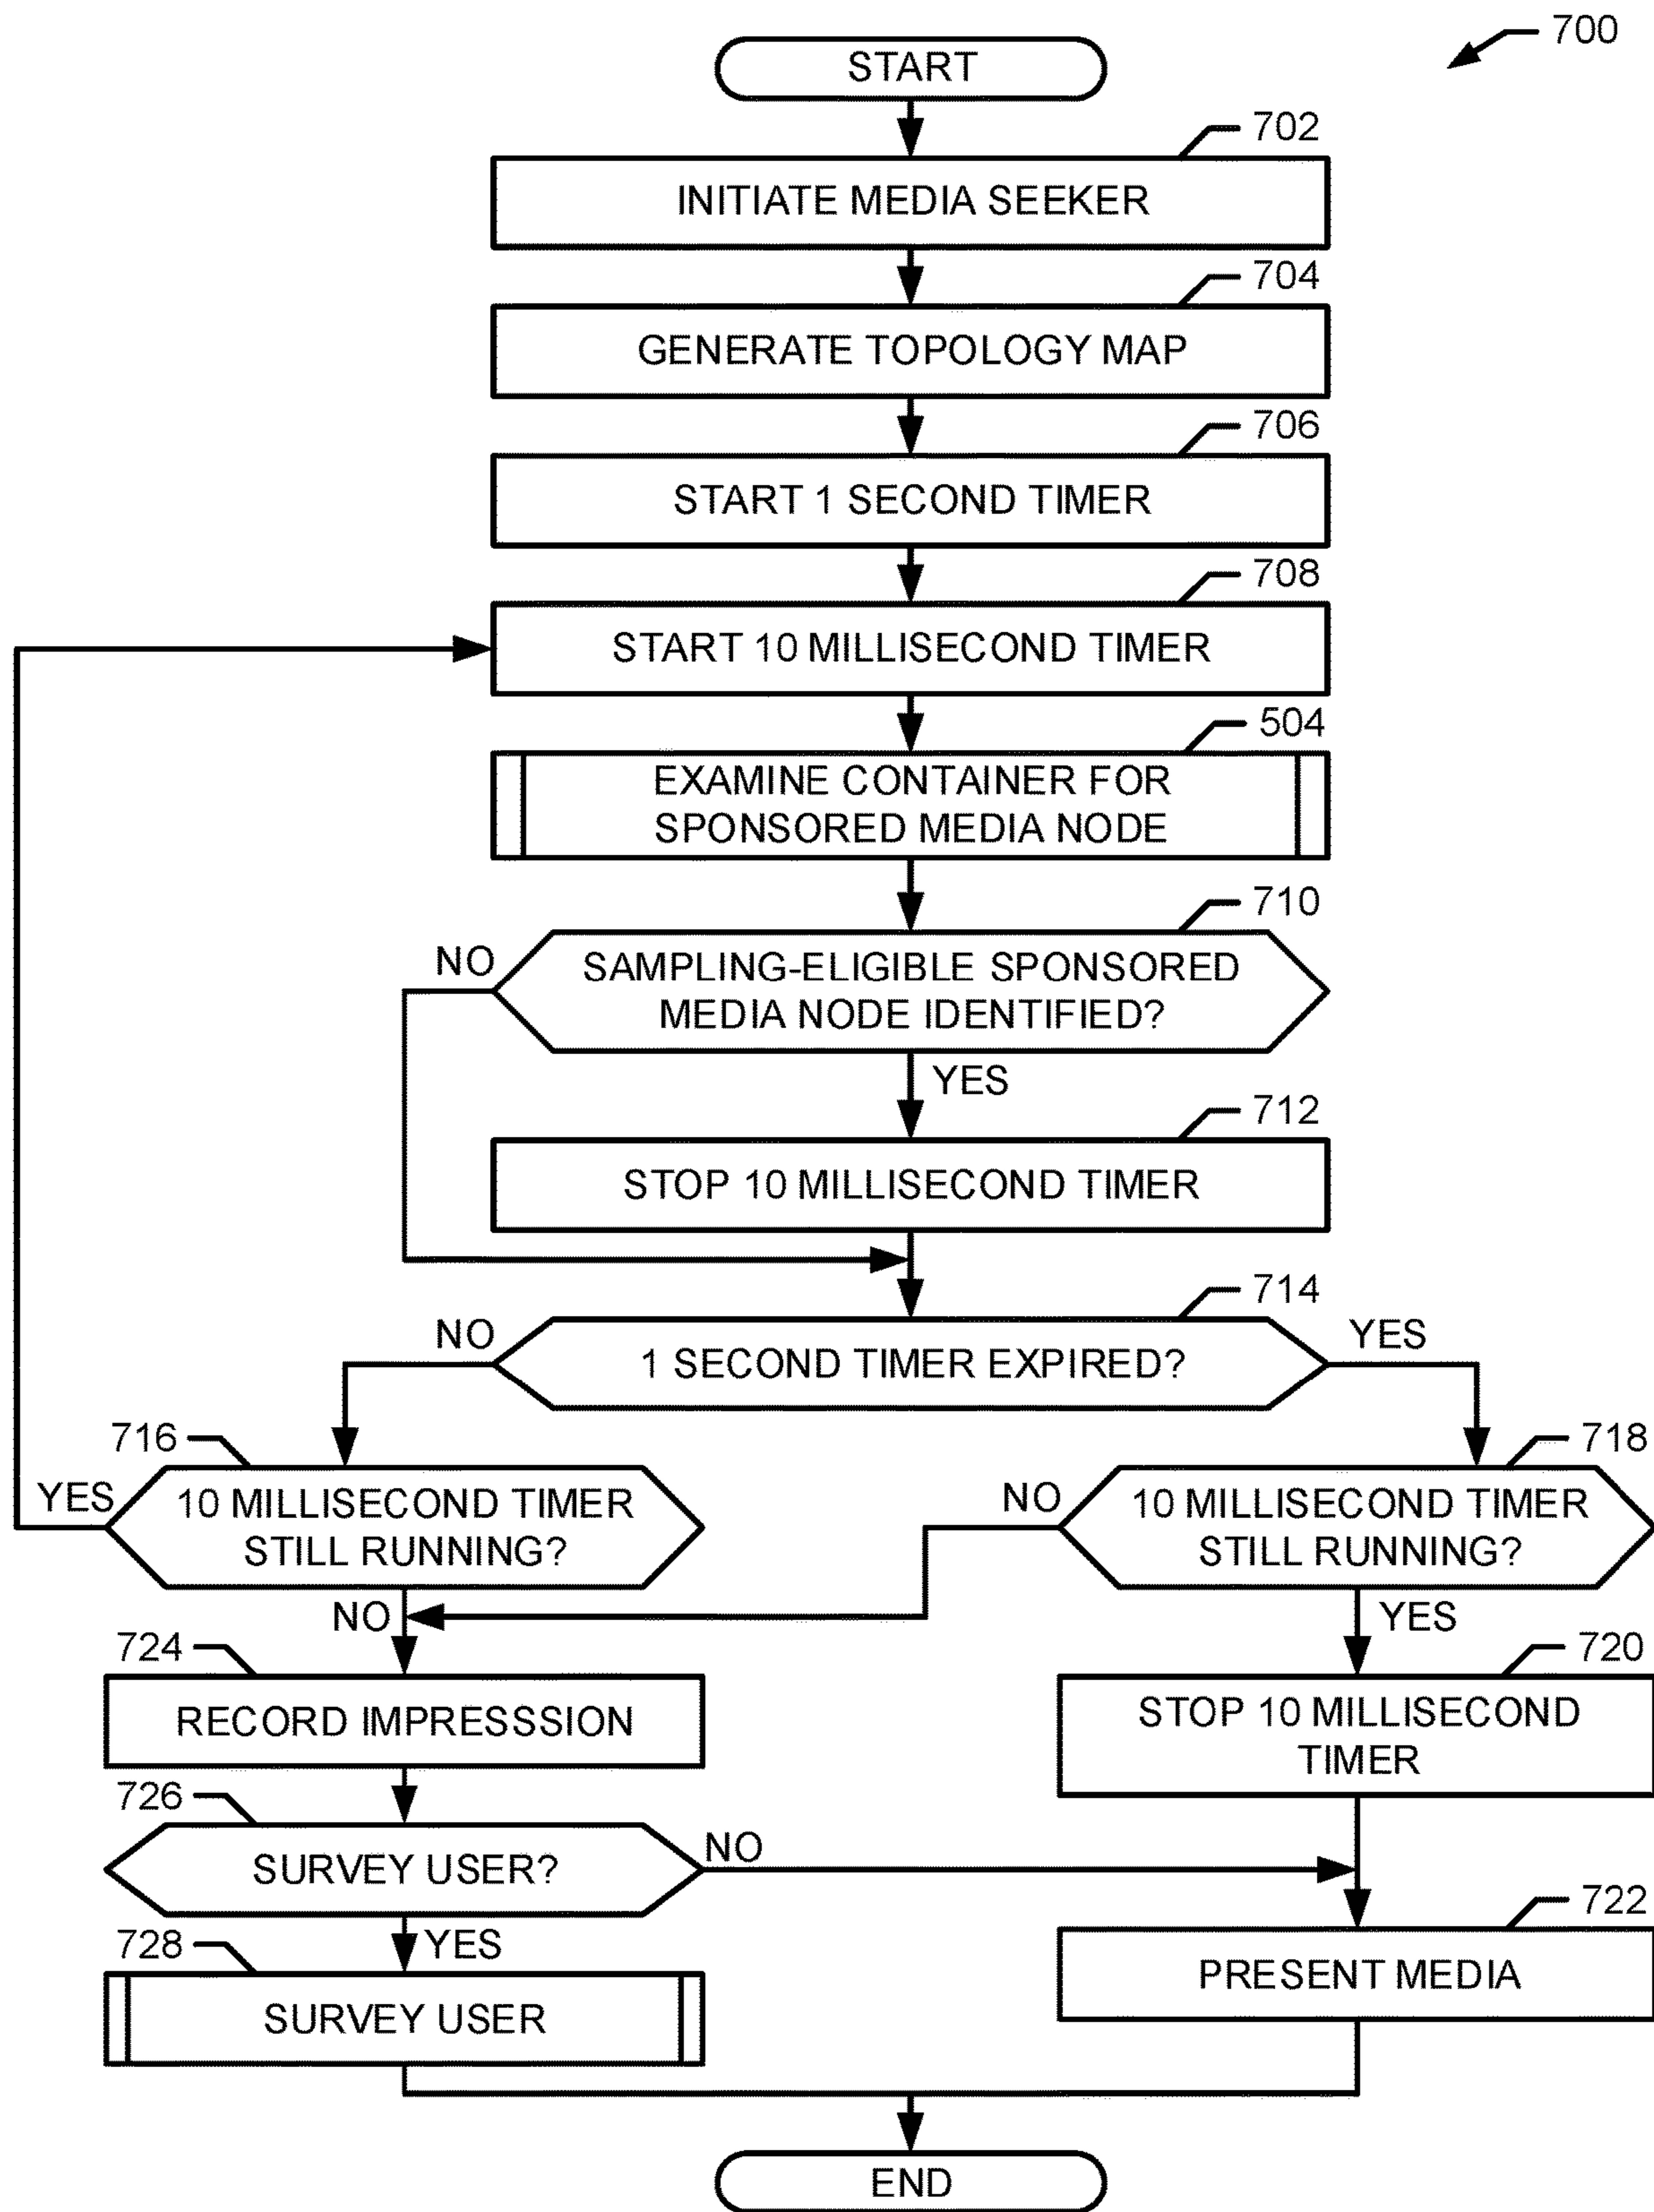 700
START
702
INITIATE MEDIA SEEKER
704
GENERATE TOPOLOGY MAP
706
START 1 SECOND TIMER
708
START 10 MILLISECOND TIMER
504
EXAMINE CONTAINER FOR
SPONSORED MEDIA NODE
710
NO
SAMPLING-ELIGIBLE SPONSORED
MEDIA NODE IDENTIFIED?
YES
712
STOP 10 MILLISECOND TIMER
714
NO
1 SECOND TIMER EXPIRED?
YES
716
YES
10 MILLISECOND TIMER
STILL RUNNING?
NO
718
NO
10 MILLISECOND TIMER
STILL RUNNING?
YES
724
RECORD IMPRESSSION
720
STOP 10 MILLISECOND
TIMER
726
SURVEY USER?
NO
YES
722
PRESENT MEDIA
728
SURVEY USER
END